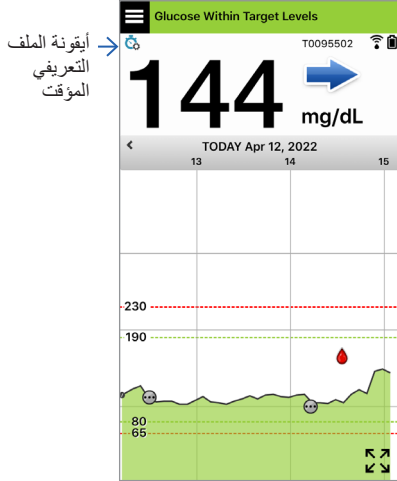 أيقونة الملف
التعريفي
المؤقت
Glucose Within Target Levels
T0095502
144
mg/dL
TODAY Apr 12, 2022
13 14 15
230
190
80
65